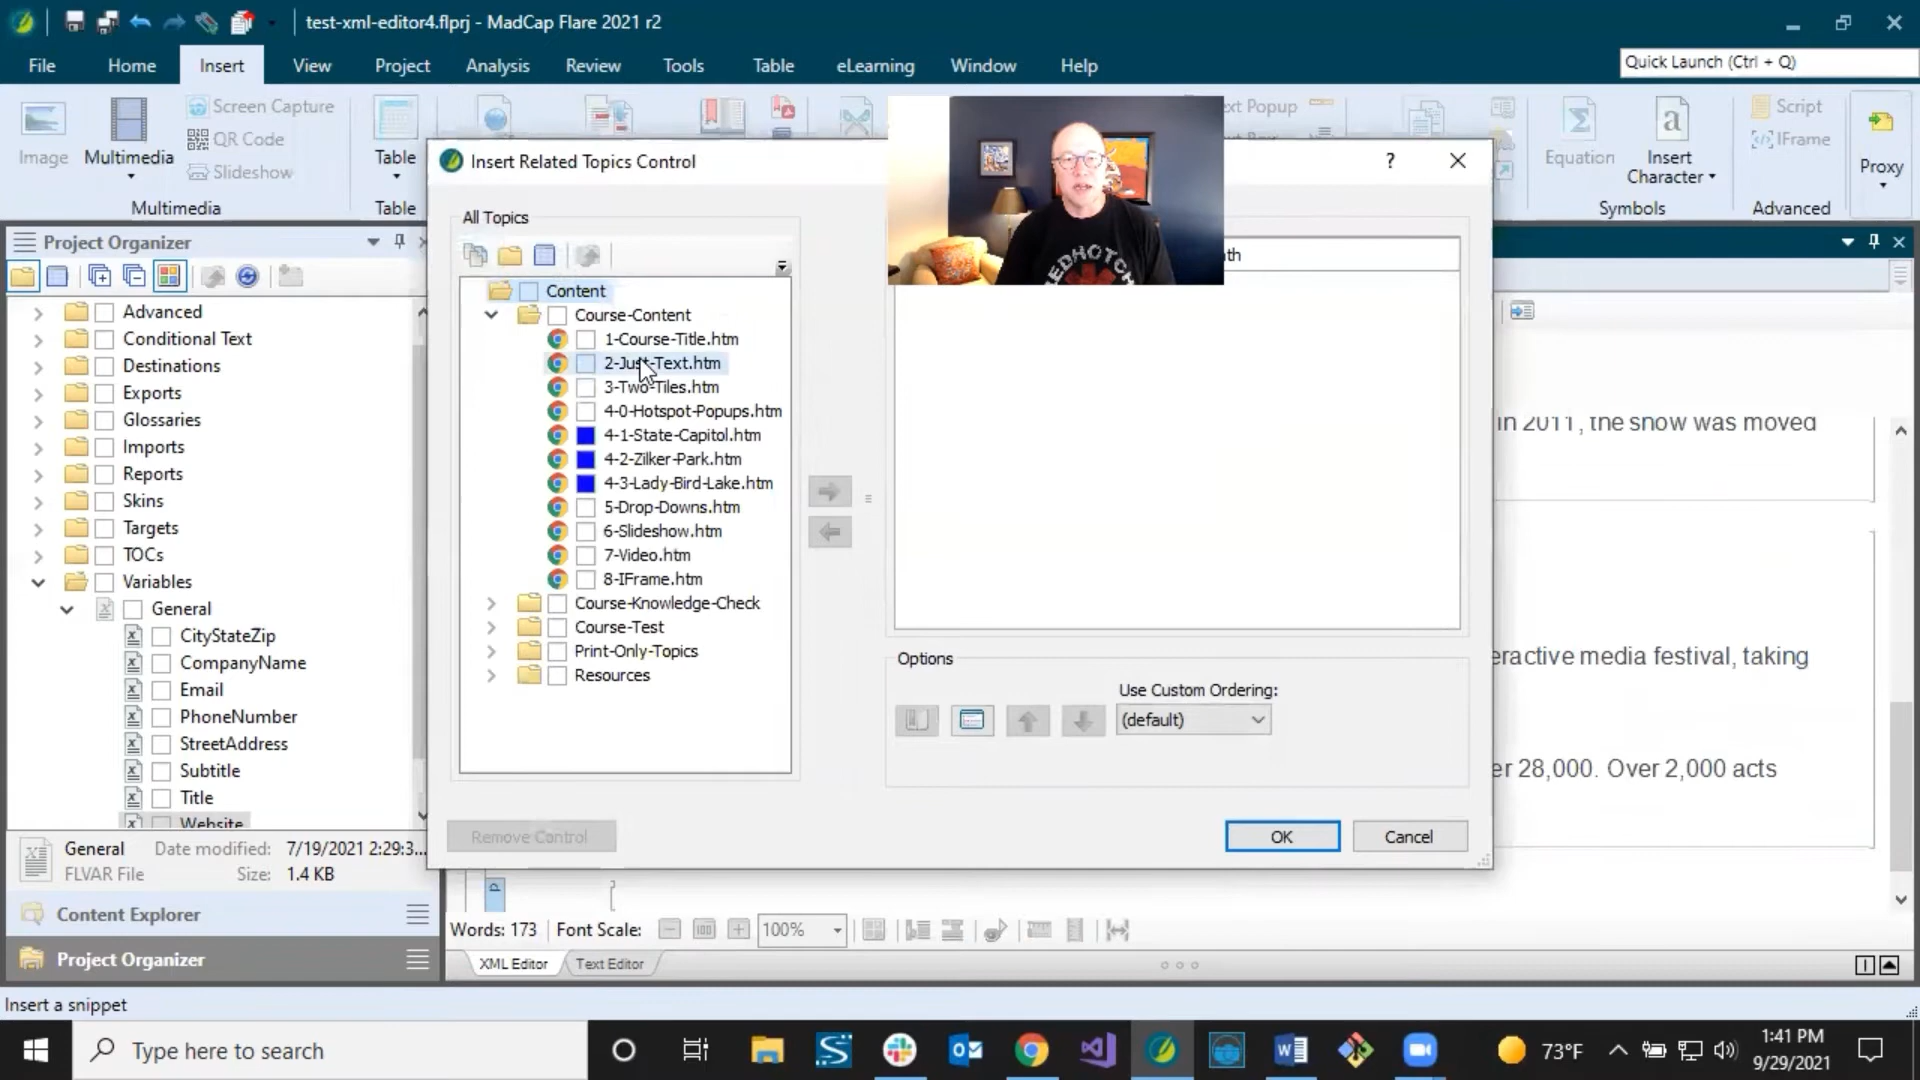 test-xml-editor4.flprj - MadCap Flare 2021 r2
File Home Insert View Project Analysis Review Tools Table eLearning Window Help
Quick Launch (Ctrl + Q)
Image
Multimedia
Screen Capture
QR Code
Slideshow
Multimedia
Table
Table
ext Popup
Equation
Insert
Character
Symbols
Script
IFrame
Advanced
Proxy
Project Organizer
Advanced
Conditional Text
Destinations
Exports
Glossaries
Imports
Reports
Skins
Targets
TOCs
Variables
General
CityStateZip
CompanyName
Email
PhoneNumber
StreetAddress
Subtitle
Title
Website
General Date modified: 7/19/2021 2:29:3...
FLVAR File Size: 1.4 KB
Content Explorer
Project Organizer
Insert a snippet
Insert Related Topics Control
?
All Topics
Content
Course-Content
1-Course-Title.htm
2-Just-Text.htm
3-Two-Tiles.htm
4-0-Hotspot-Popups.htm
4-1-State-Capitol.htm
4-2-Zilker-Park.htm
4-3-Lady-Bird-Lake.htm
5-Drop-Downs.htm
6-Slideshow.htm
7-Video.htm
8-IFrame.htm
Course-Knowledge-Check
Course-Test
Print-Only-Topics
Resources
th
Options
Use Custom Ordering:
(default)
Remove Control
OK
Cancel
EDHOTC
in 2011, the show was moved
eractive media festival, taking
er 28,000. Over 2,000 acts
Words: 173 Font Scale: 100%
XML Editor Text Editor
Type here to search
73°F
1:41 PM
9/29/2021